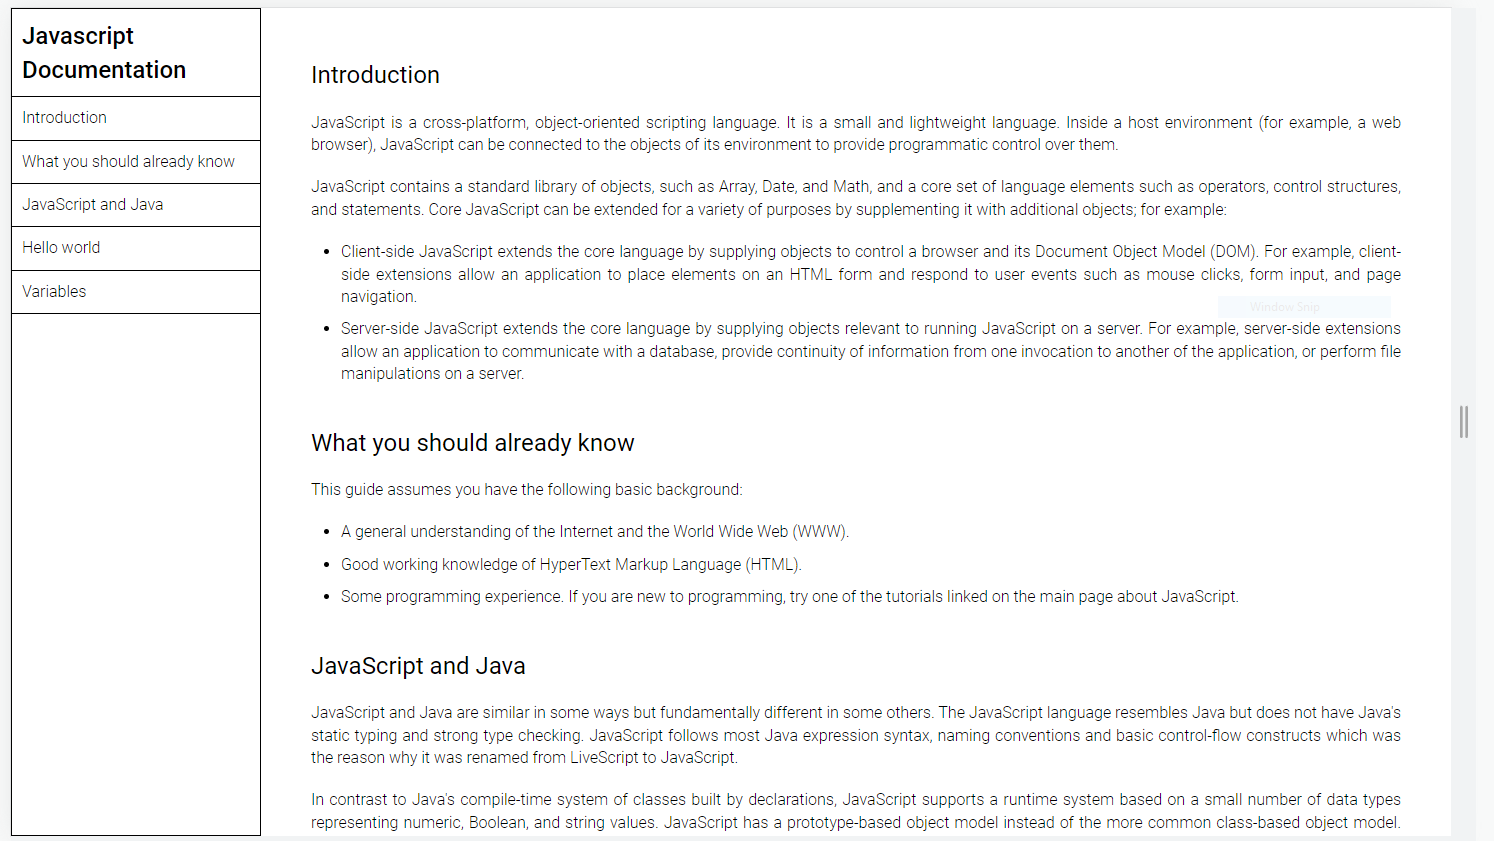 Javascript
Documentation
Introduction
What you should already know
JavaScript and Java
Hello world
Variables
Introduction
JavaScript is a cross-platform, object-oriented scripting language. It is a small and lightweight language. Inside a host environment (for example, a web
browser), JavaScript can be connected to the objects of its environment to provide programmatic control over them.
JavaScript contains a standard library of objects, such as Array, Date, and Math, and a core set of language elements such as operators, control structures,
and statements. Core JavaScript can be extended for a variety of purposes by supplementing it with additional objects; for example:
• Client-side JavaScript extends the core language by supplying objects to control a browser and its Document Object Model (DOM). For example, client-
side extensions allow an application to place elements on an HTML form and respond to user events such as mouse clicks, form input, and page
navigation.
Window Snip
• Server-side JavaScript extends the core language by supplying objects relevant to running JavaScript on a server. For example, server-side extensions
allow an application to communicate with a database, provide continuity of information from one invocation to another of the application, or perform file
manipulations on a server.
What you should already know
This guide assumes you have the following basic background:
• A general understanding of the Internet and the World Wide Web (WWW).
• Good working knowledge of HyperText Markup Language (HTML).
• Some programming experience. If you are new to programming, try one of the tutorials linked on the main page about JavaScript.
JavaScript and Java
JavaScript and Java are similar in some ways but fundamentally different in some others. The JavaScript language resembles Java but does not have Java's
static typing and strong type checking. JavaScript follows most Java expression syntax, naming conventions and basic control-flow constructs which was
the reason why it was renamed from LiveScript to JavaScript.
In contrast to Java's compile-time system of classes built by declarations, JavaScript supports a runtime system based on a small number of data types
representing numeric, Boolean, and string values. JavaScript has a prototype-based object model instead of the more common class-based object model.